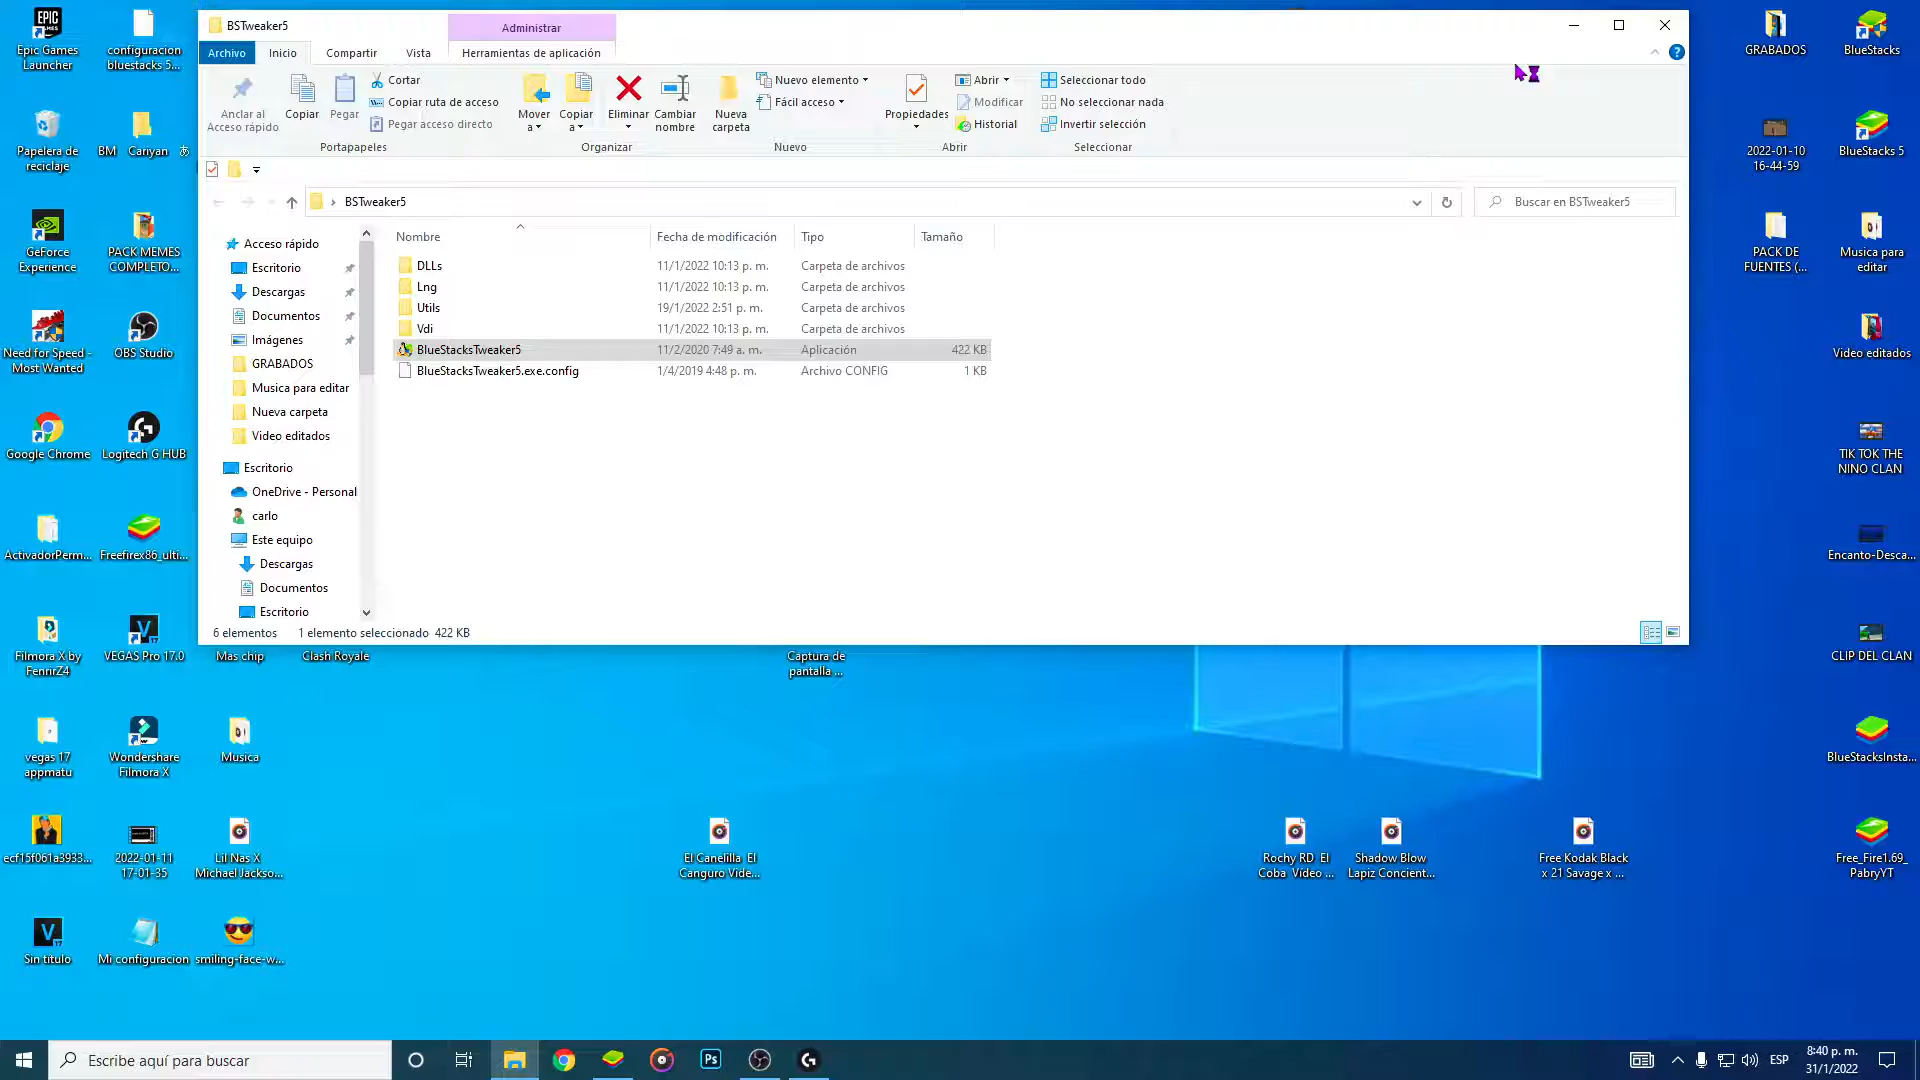 BSTweaker5
Administrar
Archivo
Inicio
Compartir
Vista
Herramientas de aplicación
Anclar al
Acceso rápido
Copiar
Pegar
Cortar
Copiar ruta de acceso
Pegar acceso directo
Portapapeles
Mover
a
Copiar
a
Eliminar
Cambiar
nombre
Organizar
Nueva
carpeta
Nuevo elemento
Fácil acceso
Nuevo
Propiedades
Abrir
Modificar
Historial
Abrir
Seleccionar todo
No seleccionar nada
Invertir selección
Seleccionar
BSTweaker5
Buscar en BSTweaker5
Nombre
Fecha de modificación
Tipo
Tamaño
DLLs 11/1/2022 10:13 p. m. Carpeta de archivos
Lng 11/1/2022 10:13 p. m. Carpeta de archivos
Utils 19/1/2022 2:51 p. m. Carpeta de archivos
Vdi 11/1/2022 10:13 p. m. Carpeta de archivos
BlueStacksTweaker5 11/2/2020 7:49 a. m. Aplicación 422 KB
BlueStacksTweaker5.exe.config 1/4/2019 4:48 p. m. Archivo CONFIG 1 KB
Acceso rápido
Escritorio
Descargas
Documentos
Imágenes
GRABADOS
Musica para editar
Nueva carpeta
Video editados
Escritorio
OneDrive - Personal
carlo
Este equipo
Descargas
Documentos
Escritorio
6 elementos
1 elemento seleccionado 422 KB
Epic Games
Launcher
configuracion
bluestacks 5...
Papelera de
reciclaje
BM Cariyan あ
GeForce
Experience
PACK MEMES
COMPLETO...
Need for Speed -
Most Wanted
OBS Studio
Google Chrome
Logitech G HUB
ActivadorPerm...
Freefirex86_ulti...
Filmora X by
FenrirZ4
VEGAS Pro 17.0
Mas chip
Clash Royale
Captura de
pantalla ...
vegas 17
appmatu
Wondershare
Filmora X
Musica
ecf15f061a3933...
2022-01-11
17-01-35
Lil Nas X
Michael Jackso...
El Canelilla El
Canguro Vide...
Rochy RD El
Coba Vídeo ...
Shadow Blow
Lapiz Concient...
Free Kodak Black
x 21 Savage x ...
Sin título
Mi configuracion
smiling-face-w...
GRABADOS
BlueStacks
2022-01-10
16-44-59
BlueStacks 5
PACK DE
FUENTES (...
Musica para
editar
Video editados
TIK TOK THE
NINO CLAN
Encanto-Desca...
CLIP DEL CLAN
BlueStacksInsta...
Free_Fire1.69_
PabryYT
Escribe aquí para buscar
ESP
8:40 p. m.
31/1/2022